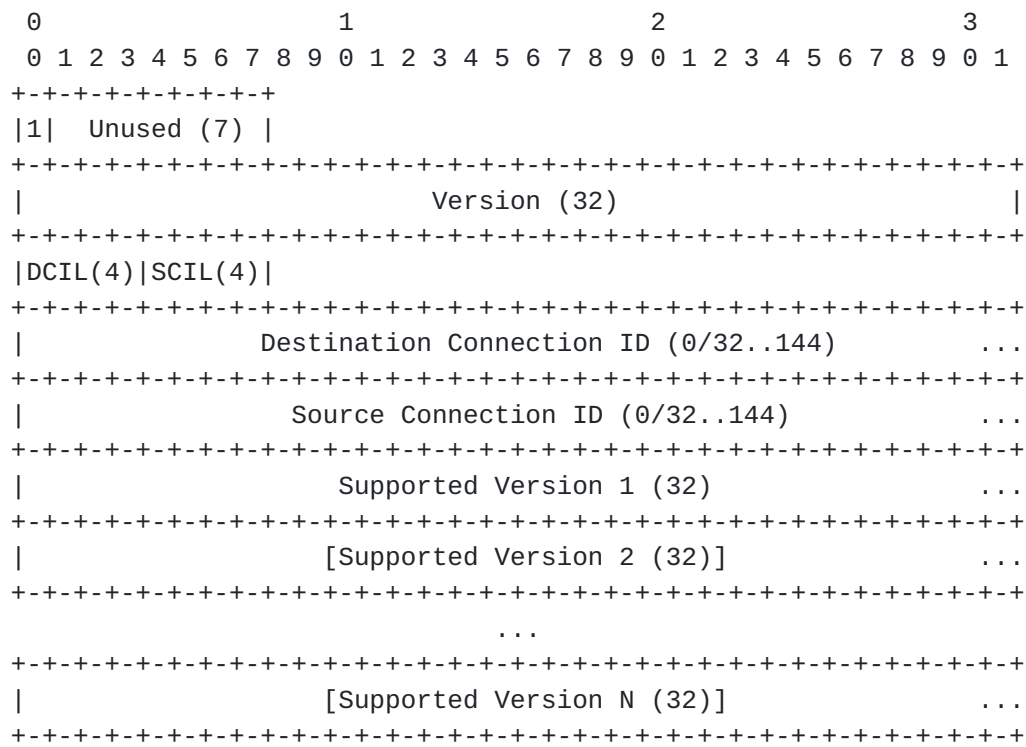 0                   1                   2                   3
 0 1 2 3 4 5 6 7 8 9 0 1 2 3 4 5 6 7 8 9 0 1 2 3 4 5 6 7 8 9 0 1
+-+-+-+-+-+-+-+-+
|1|  Unused (7) |
+-+-+-+-+-+-+-+-+-+-+-+-+-+-+-+-+-+-+-+-+-+-+-+-+-+-+-+-+-+-+-+-+
|                          Version (32)                         |
+-+-+-+-+-+-+-+-+-+-+-+-+-+-+-+-+-+-+-+-+-+-+-+-+-+-+-+-+-+-+-+-+
|DCIL(4)|SCIL(4)|
+-+-+-+-+-+-+-+-+-+-+-+-+-+-+-+-+-+-+-+-+-+-+-+-+-+-+-+-+-+-+-+-+
|               Destination Connection ID (0/32..144)         ...
+-+-+-+-+-+-+-+-+-+-+-+-+-+-+-+-+-+-+-+-+-+-+-+-+-+-+-+-+-+-+-+-+
|                 Source Connection ID (0/32..144)            ...
+-+-+-+-+-+-+-+-+-+-+-+-+-+-+-+-+-+-+-+-+-+-+-+-+-+-+-+-+-+-+-+-+
|                    Supported Version 1 (32)                 ...
+-+-+-+-+-+-+-+-+-+-+-+-+-+-+-+-+-+-+-+-+-+-+-+-+-+-+-+-+-+-+-+-+
|                   [Supported Version 2 (32)]                ...
+-+-+-+-+-+-+-+-+-+-+-+-+-+-+-+-+-+-+-+-+-+-+-+-+-+-+-+-+-+-+-+-+
                               ...
+-+-+-+-+-+-+-+-+-+-+-+-+-+-+-+-+-+-+-+-+-+-+-+-+-+-+-+-+-+-+-+-+
|                   [Supported Version N (32)]                ...
+-+-+-+-+-+-+-+-+-+-+-+-+-+-+-+-+-+-+-+-+-+-+-+-+-+-+-+-+-+-+-+-+